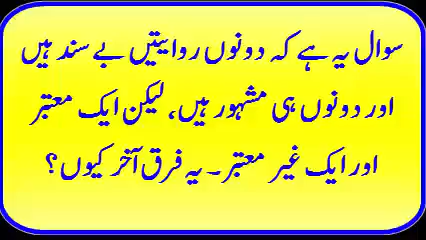 سوال یہ ہے کہ دونوں روایتیں بے سند ہیں
اور دونوں ہی مشہور ہیں، لیکن ایک معتبر
اور ایک غیر معتبر۔ یہ فرق آخر کیوں؟